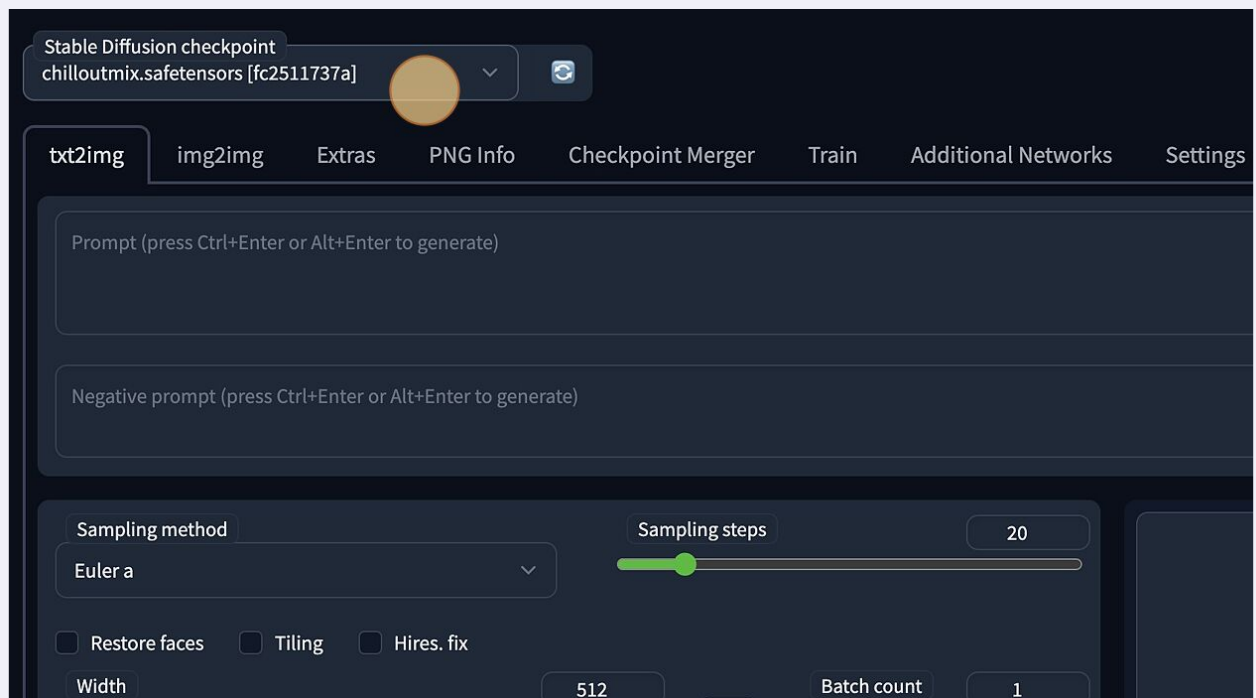 Stable Diffusion checkpoint
chilloutmix.safetensors [fc2511737a]
txt2img img2img Extras PNG Info Checkpoint Merger Train Additional Networks Settings
Prompt (press Ctrl+Enter or Alt+Enter to generate)
Negative prompt (press Ctrl+Enter or Alt+Enter to generate)
Sampling method Sampling steps 20
Euler a
Restore faces Tiling Hires. fix
Width 512 Batch count 1